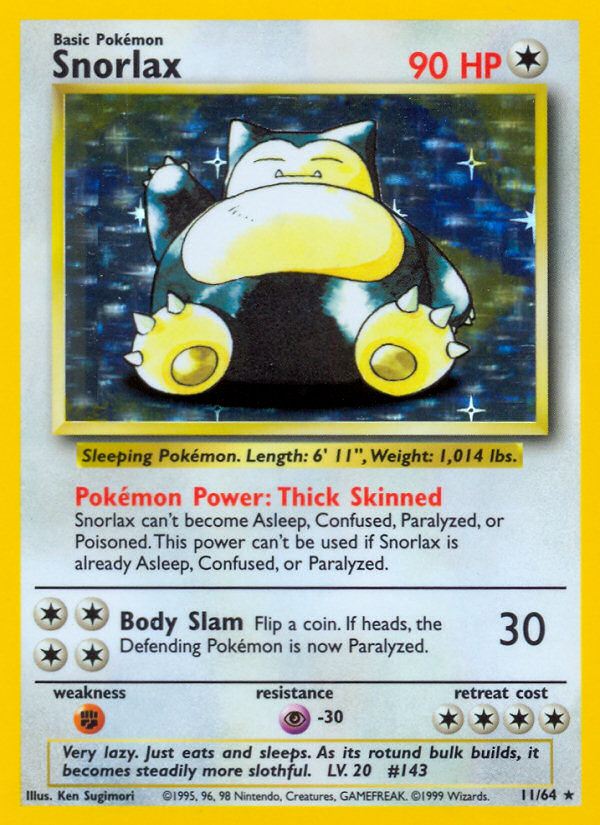 Basic Pokémon
Snorlax
90 HP
Sleeping Pokémon. Length: 6' 11", Weight: 1,014 lbs.
Pokémon Power: Thick Skinned
Snorlax can't become Asleep, Confused, Paralyzed, or
Poisoned. This power can't be used if Snorlax is
already Asleep, Confused, or Paralyzed.
Body Slam Flip a coin. If heads, the
Defending Pokémon is now Paralyzed.
30
weakness
resistance
retreat cost
-30
Very lazy. Just eats and sleeps. As its rotund bulk builds, it
becomes steadily more slothful. LV. 20 #143
Illus. Ken Sugimori ©1995, 96, 98 Nintendo, Creatures, GAMEFREAK. ©1999 Wizards. 11/64 ★